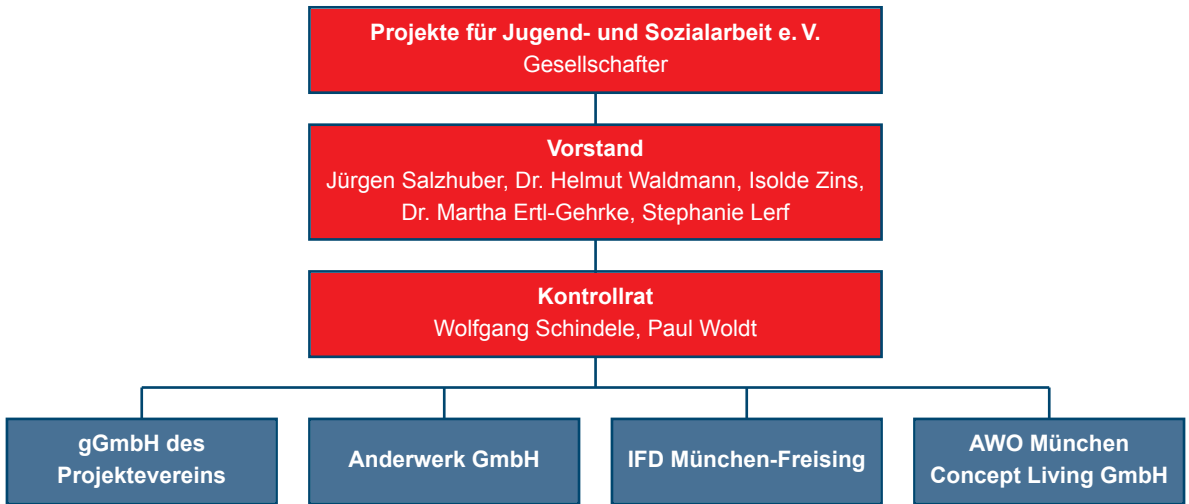 Projekte für Jugend- und Sozialarbeit e. V.
Gesellschafter
Vorstand
Jürgen Salzhuber, Dr. Helmut Waldmann, Isolde Zins,
Dr. Martha Ertl-Gehrke, Stephanie Lerf
Kontrollrat
Wolfgang Schindele, Paul Woldt
gGmbH des
Projektevereins
Anderwerk GmbH
IFD München-Freising
AWO München
Concept Living GmbH